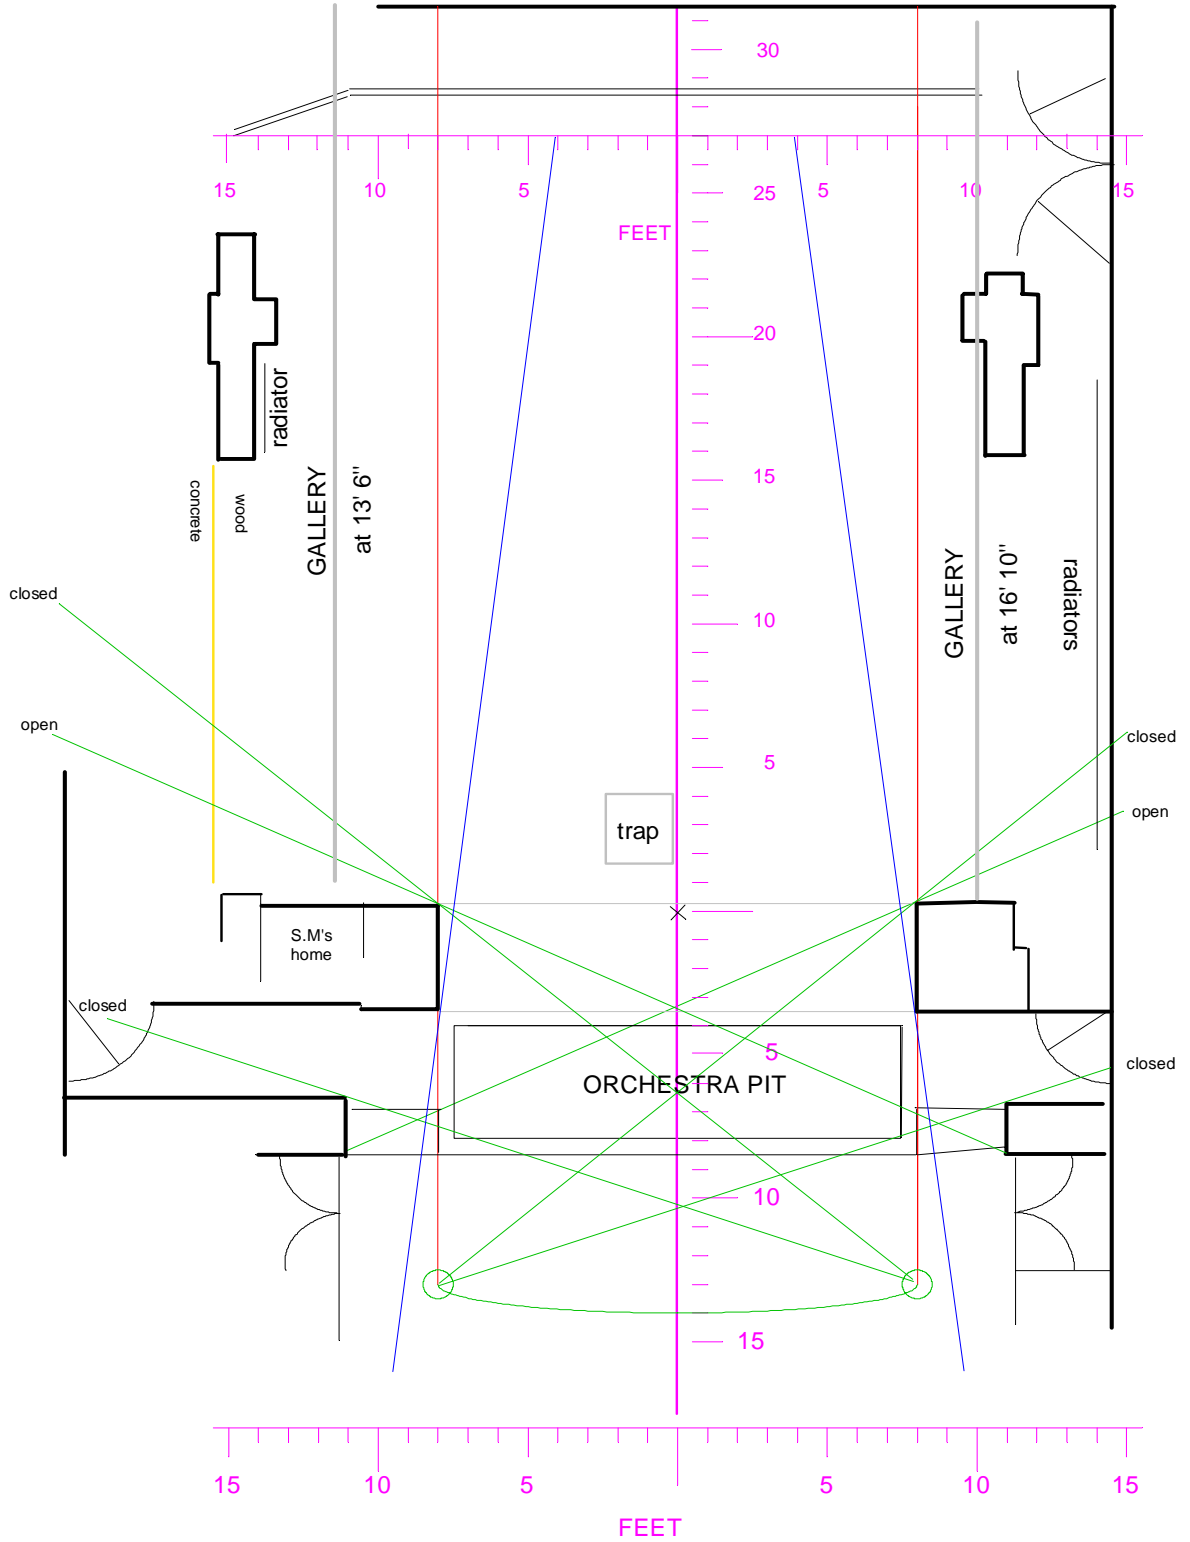 30
15
10
5
25
5
10
15
FEET
20
radiator
15
GALLERY
at 13' 6"
concrete
wood
GALLERY
at 16' 10"
radiators
closed
10
open
closed
5
open
trap
S.M's
home
closed
5
closed
ORCHESTRA PIT
10
15
15
10
5
5
10
15
FEET